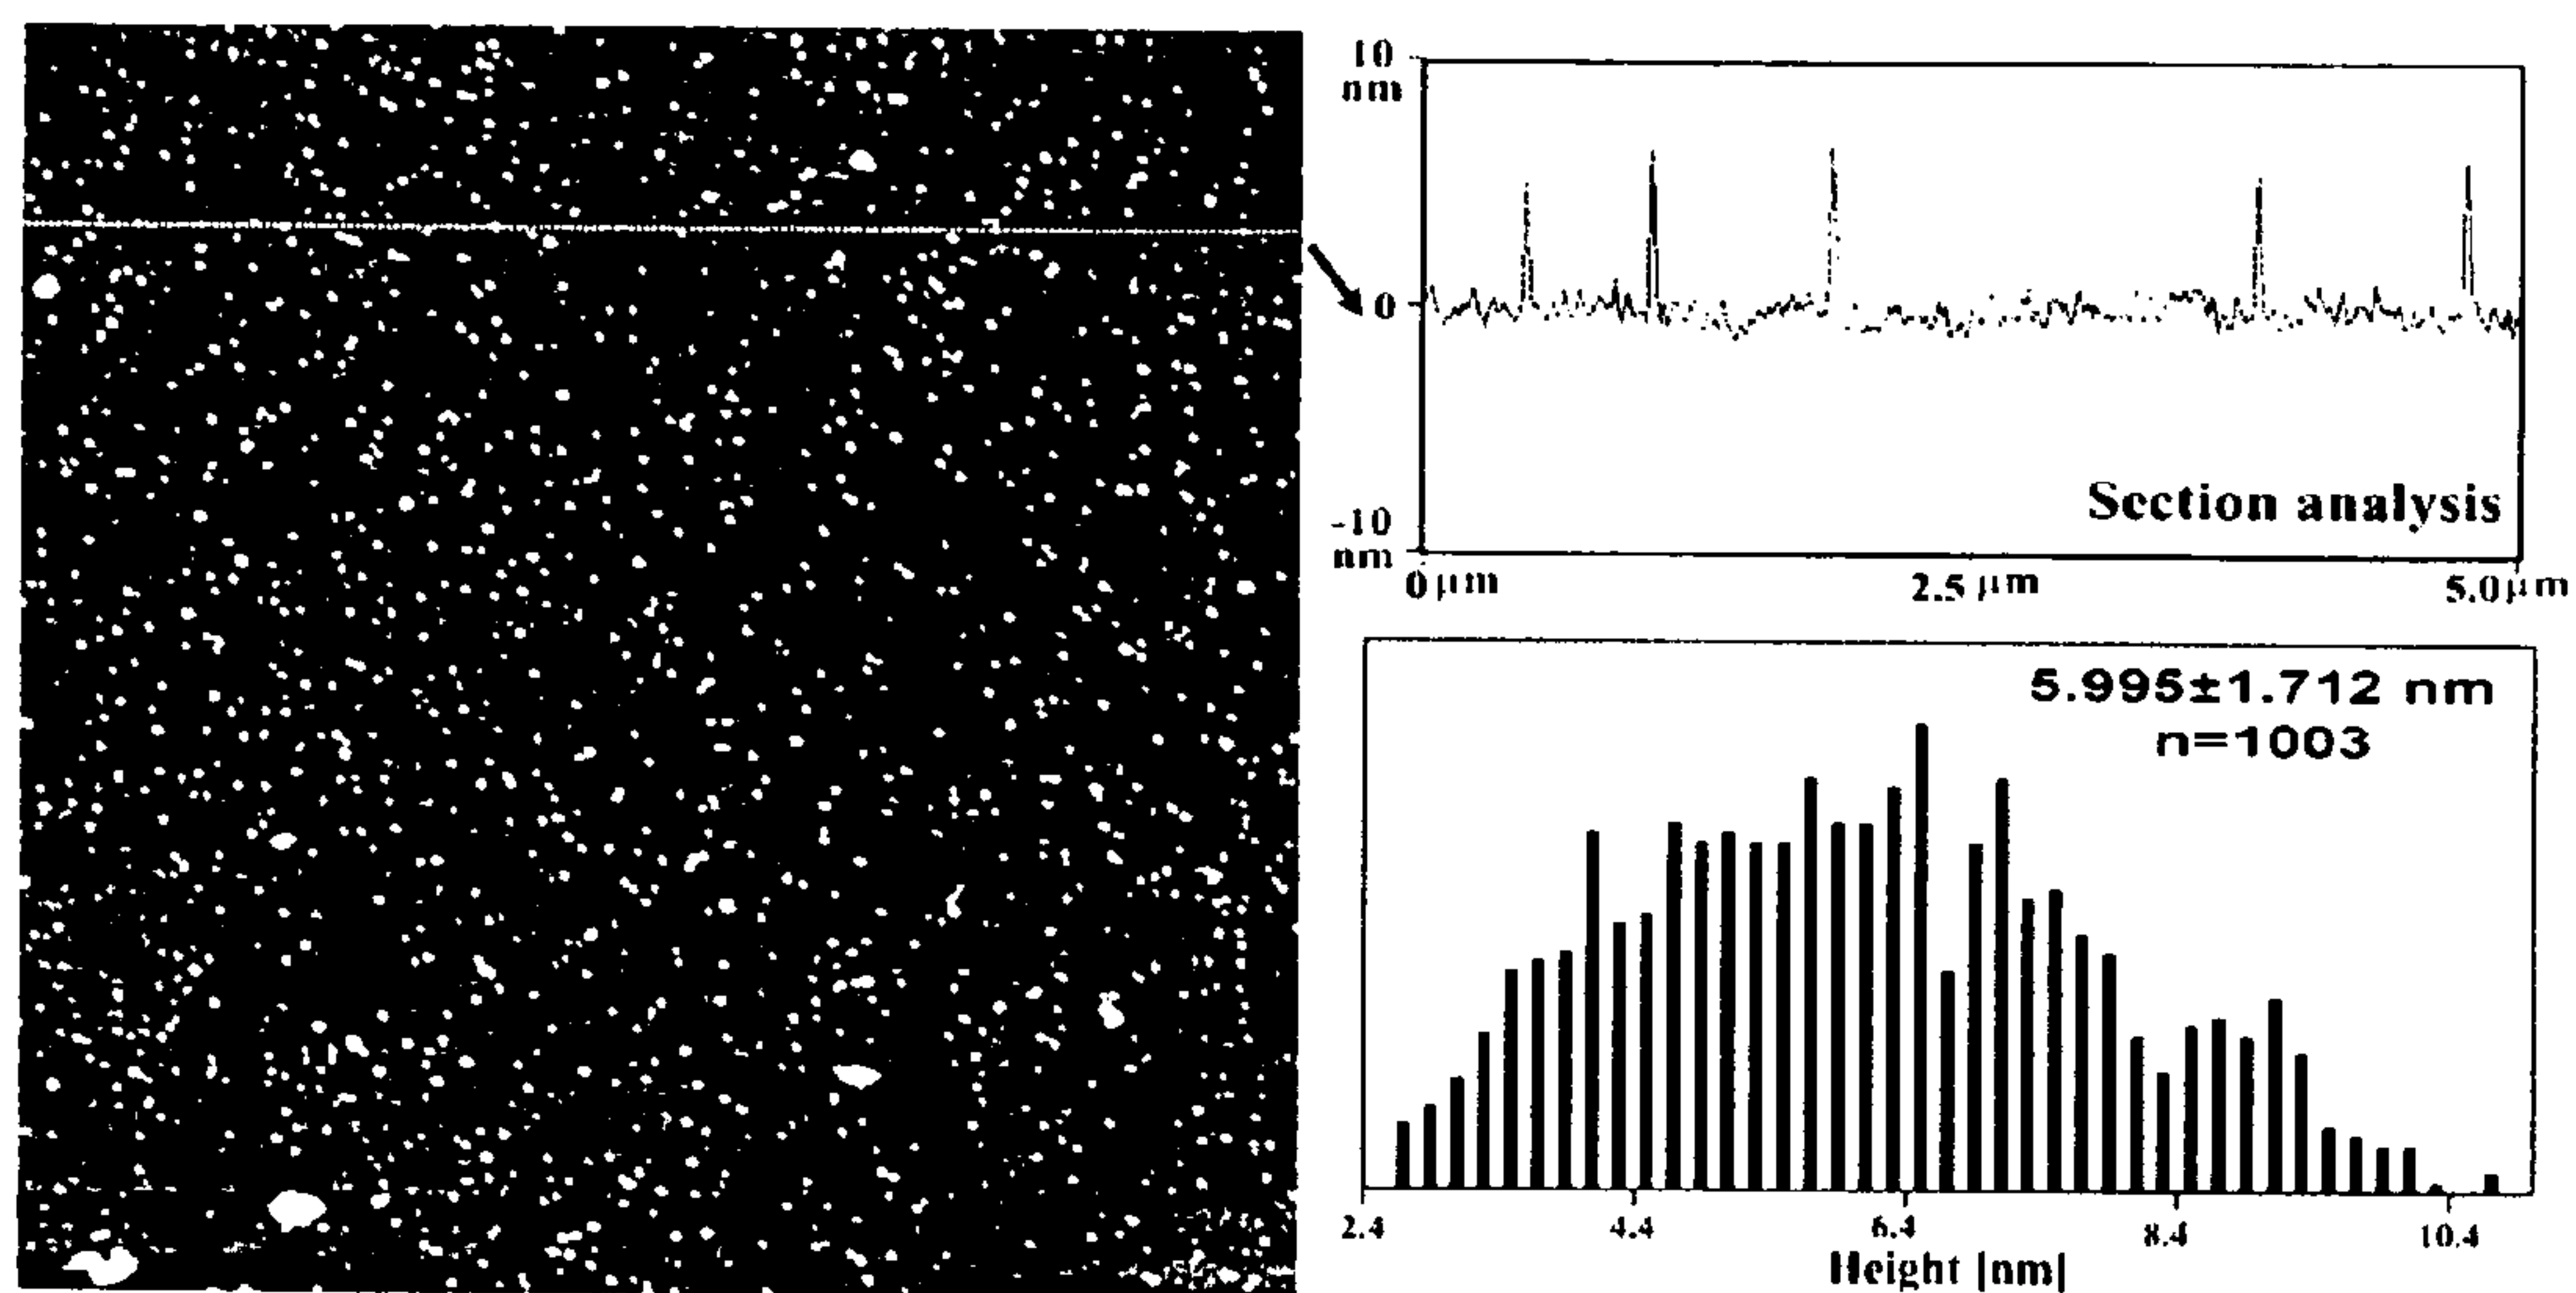 10
nm
0
-10
nm
Section analysis
0 µm
2.5 µm
5.0 µm
5.995±1.712 nm
n=1003
2.4
4.4
6.4
8.4
10.4
Height [nm]